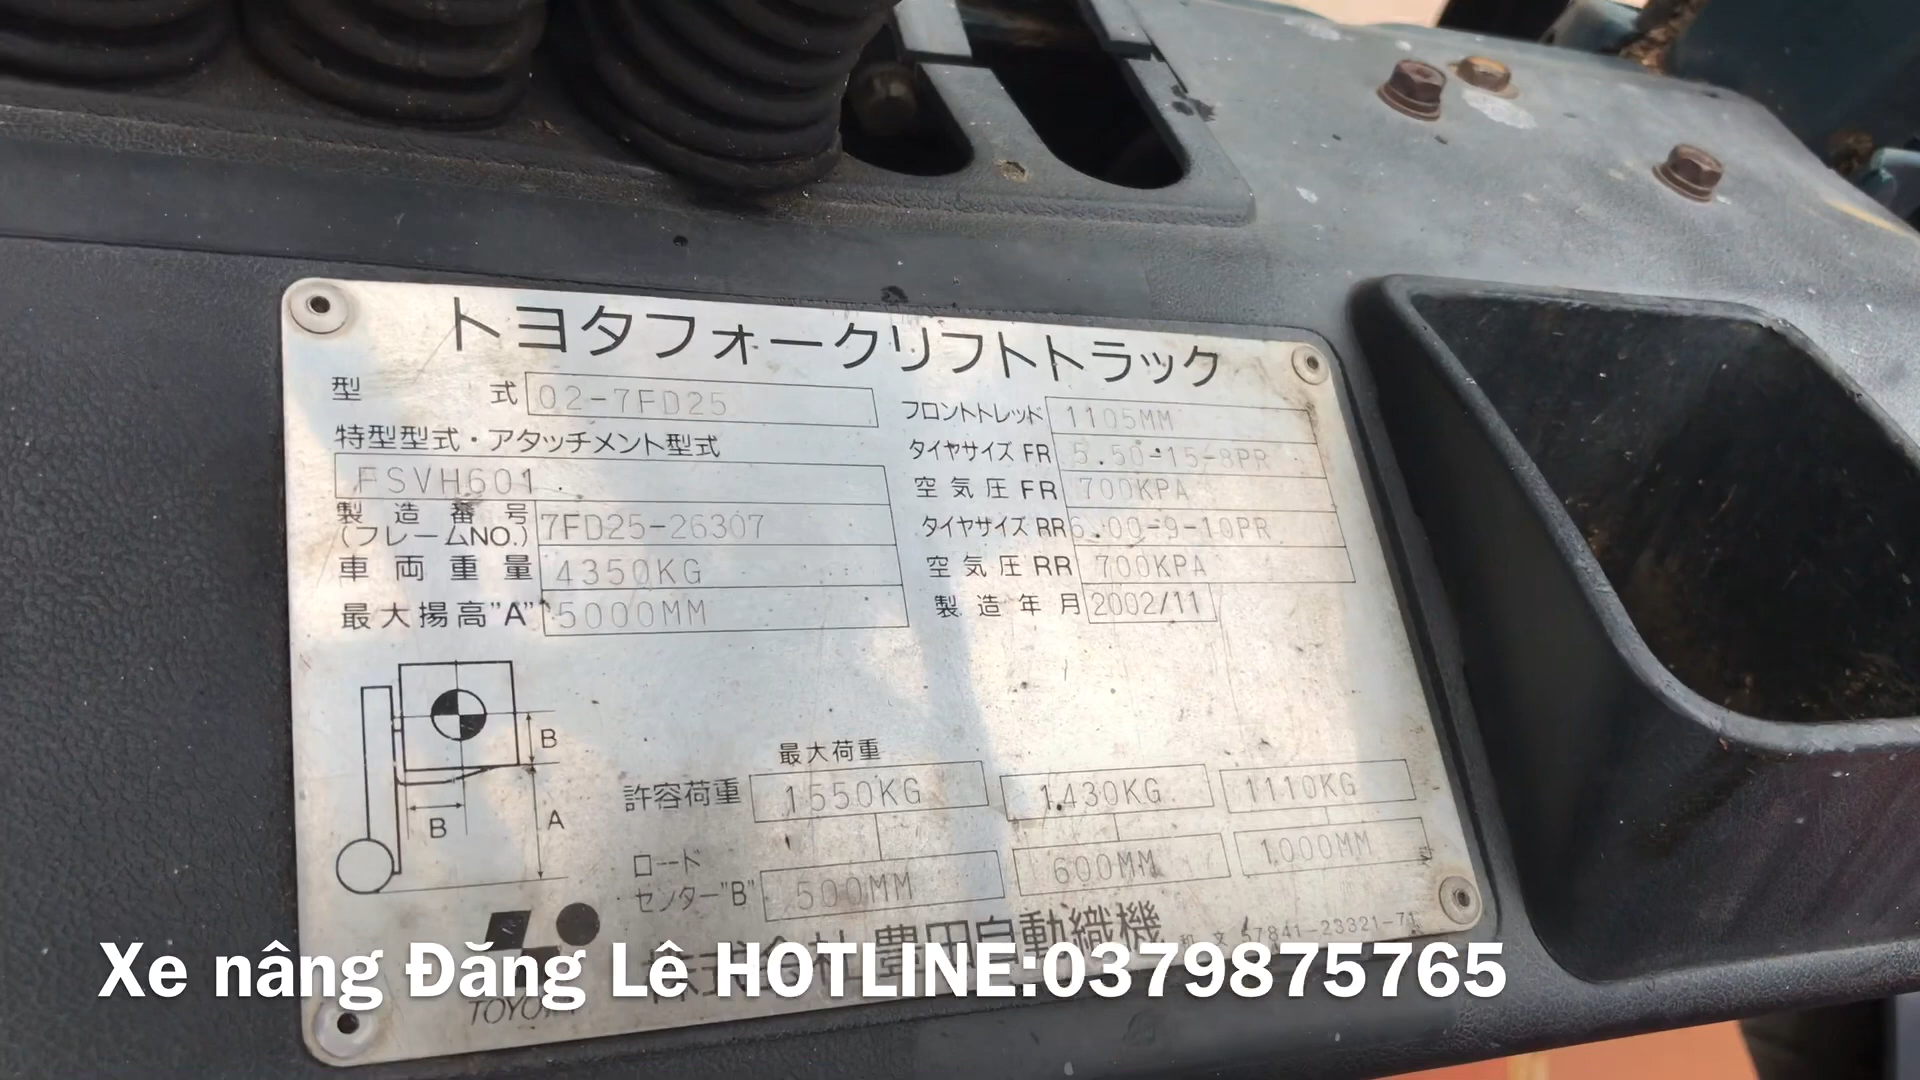 トヨタフォークリフトトラック
型式 02-7FD25
特型型式・アタッチメント型式
FSVH601
製造番号 (フレームNO.) 7FD25-26307
車両重量 4350KG
最大揚高"A" 5000MM
フロントトレッド 1105MM
タイヤサイズ FR 5.50-15-8PR
空気圧 FR 700KPA
タイヤサイズ RR 6.00-9-10PR
空気圧 RR 700KPA
製造年月 2002/11
B
B
A
最大荷重
許容荷重 1550KG 1430KG 1110KG
ロードセンター"B" 500MM 600MM 1000MM
株式会社 豊田自動織機
和文 57841-23321-71
Xe nâng Đăng Lê HOTLINE:0379875765